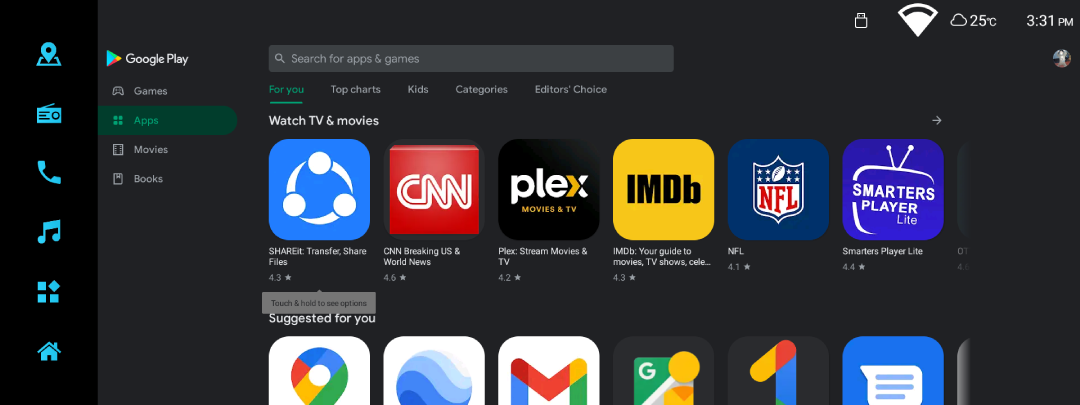 25℃
3:31 PM
Google Play
Search for apps & games
Games
Apps
Movies
Books
For you
Top charts
Kids
Categories
Editors' Choice
Watch TV & movies
CNN
plex
MOVIES & TV
IMDb
NFL
SMARTERS
PLAYER
Lite
SHAREit: Transfer, Share
Files
4.3 ★
CNN Breaking US &
World News
4.6 ★
Plex: Stream Movies &
TV
4.2 ★
IMDb: Your guide to
movies, TV shows, cele...
4.3 ★
NFL
4.1 ★
Smarters Player Lite
4.4 ★
4.6
Touch & hold to see options
Suggested for you
G